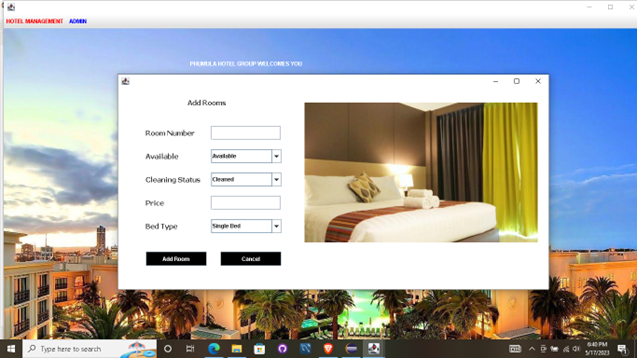 HOTEL MANAGEMENT ADMIN
PHUMULA HOTEL GROUP WELCOMES YOU
Add Rooms
Room Number
Available Available
Cleaning Status Cleaned
Price
Bed Type Single Bed
Add Room Cancel
Type here to search
6:40 PM
5/17/2023